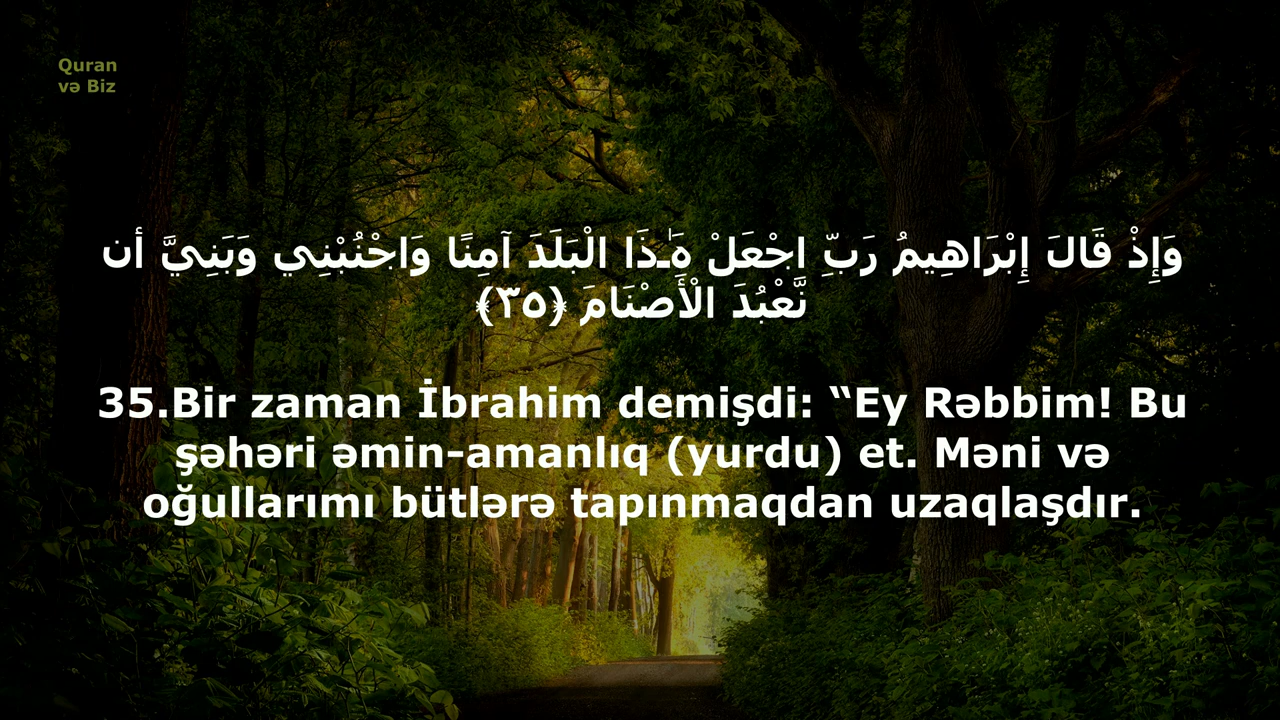 Quran
və Biz
وَإِذْ قَالَ إِبْرَاهِيمُ رَبِّ اجْعَلْ هَـٰذَا الْبَلَدَ آمِنًا وَاجْنُبْنِي وَبَنِيَّ أَن
نَّعْبُدَ الْأَصْنَامَ ﴿٣٥﴾
35.Bir zaman İbrahim demişdi: “Ey Rəbbim! Bu
şəhəri əmin-amanlıq (yurdu) et. Məni və
oğullarımı bütlərə tapınmaqdan uzaqlaşdır.